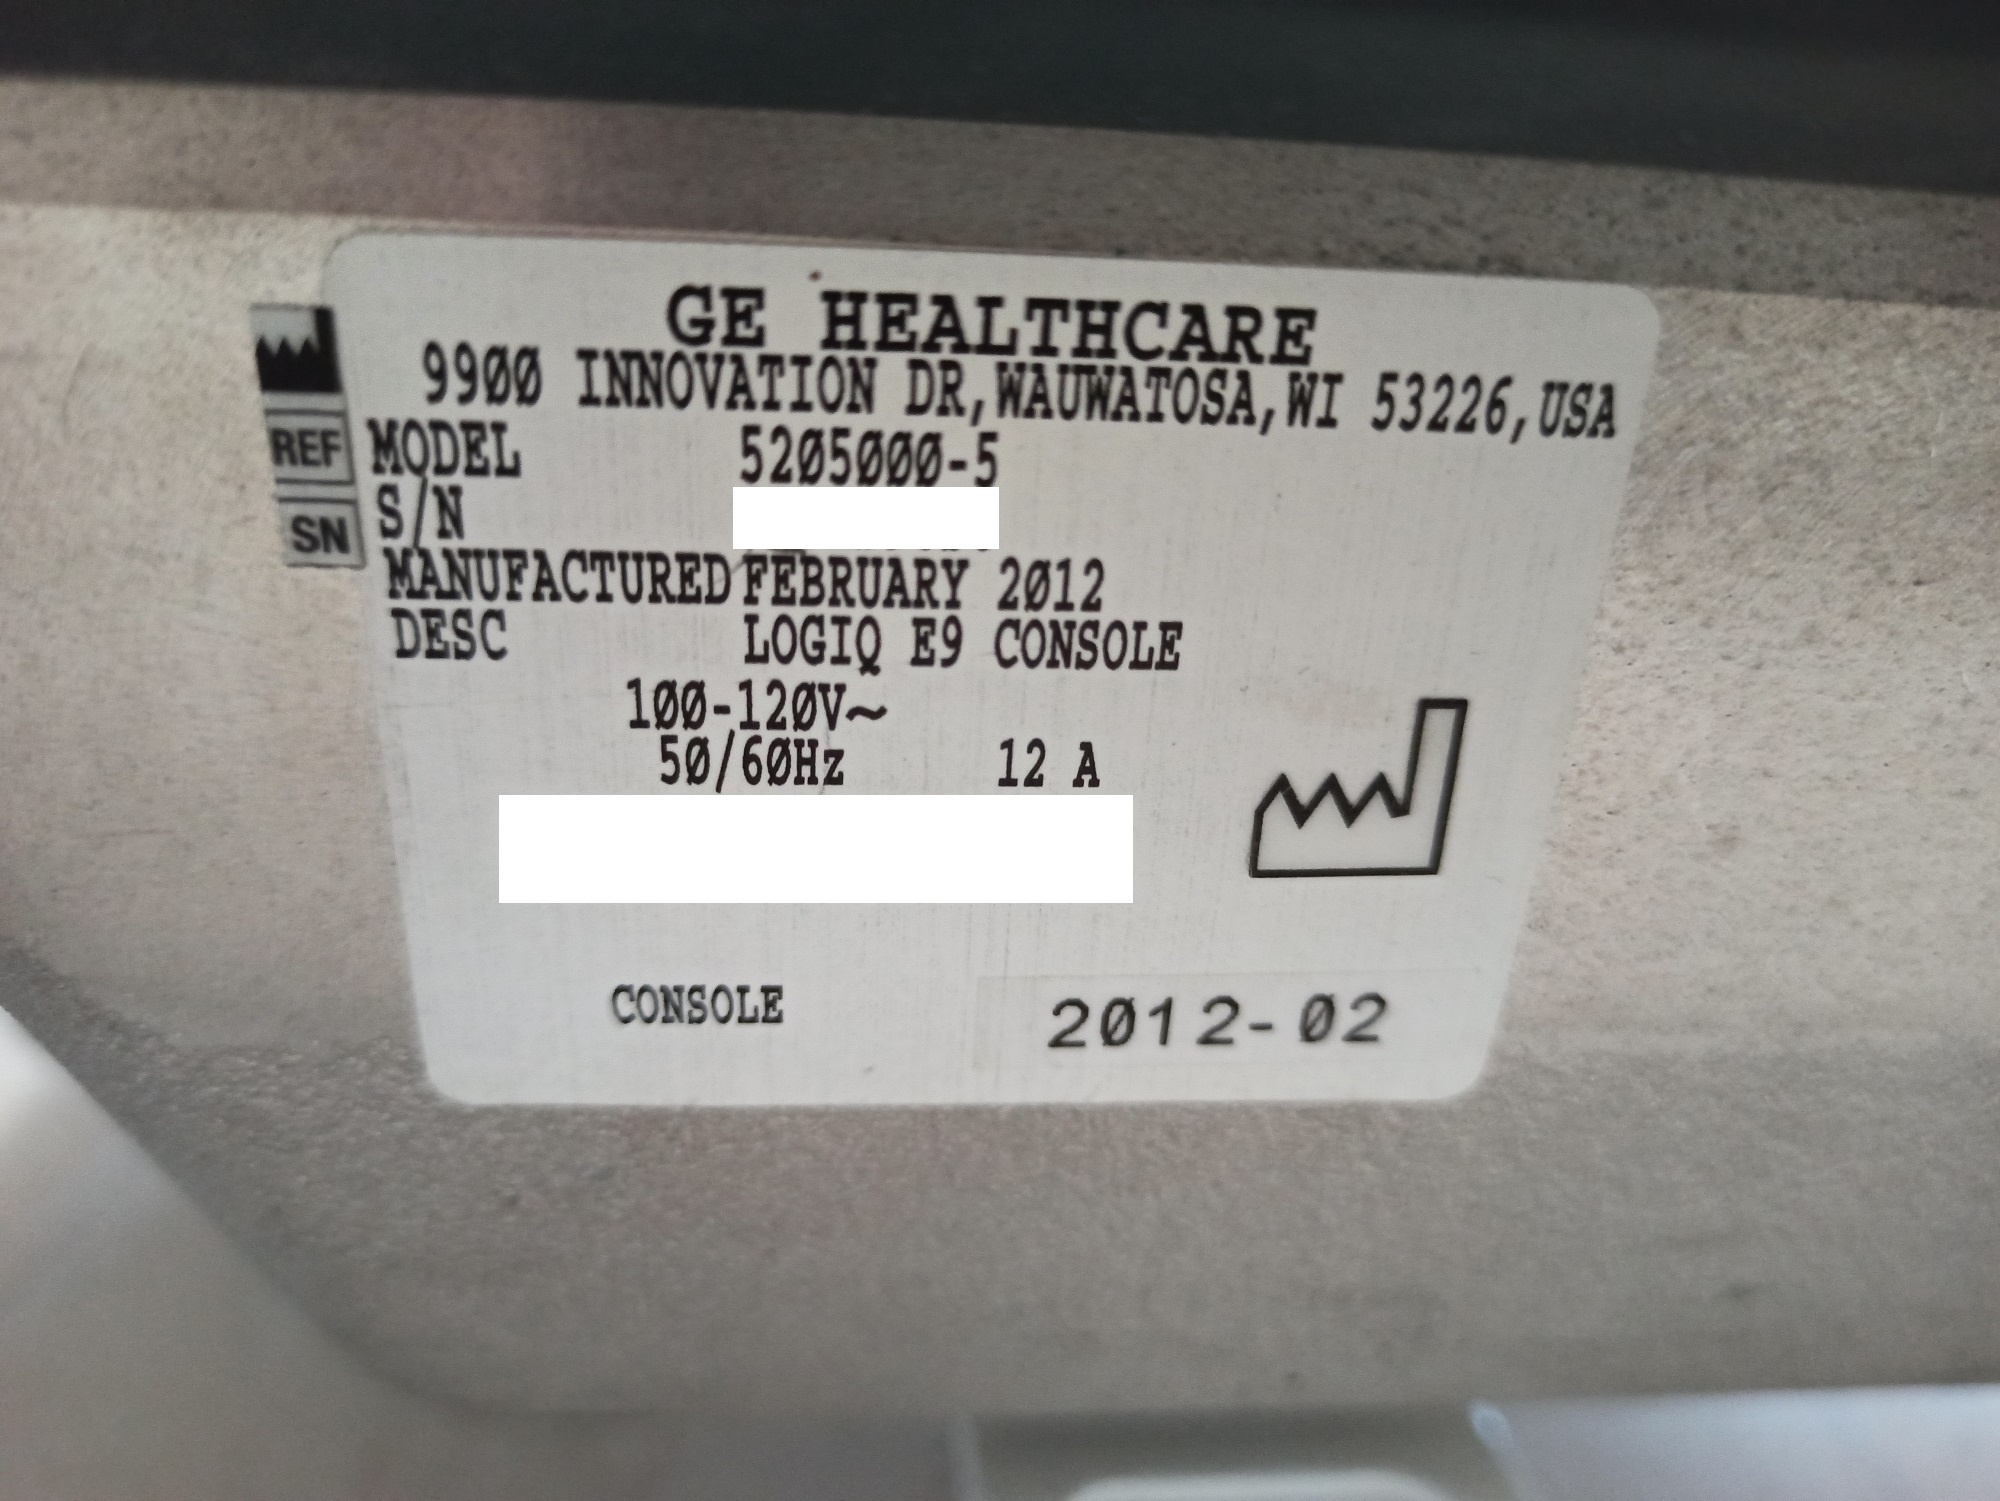 GE HEALTHCARE
9900 INNOVATION DR,WAUWATOSA,WI 53226,USA
REF MODEL 5205000-5
SN S/N
MANUFACTURED FEBRUARY 2012
DESC LOGIQ E9 CONSOLE
100-120V~
50/60Hz 12 A
CONSOLE 2012-02